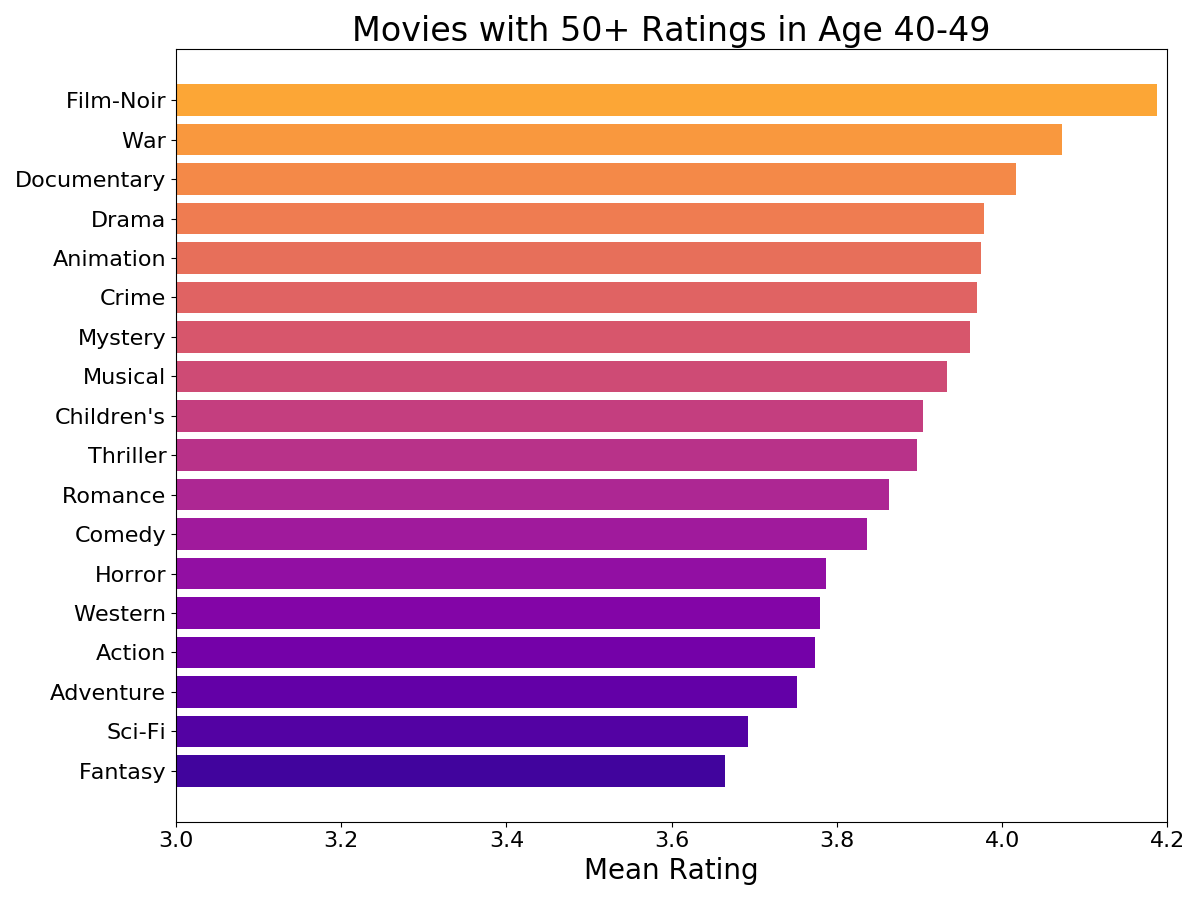 Movies with 50+ Ratings in Age 40-49
Film-Noir
War
Documentary
Drama
Animation
Crime
Mystery
Musical
Children's
Thriller
Romance
Comedy
Horror
Western
Action
Adventure
Sci-Fi
Fantasy
3.0 3.2 3.4 3.6 3.8 4.0 4.2
Mean Rating